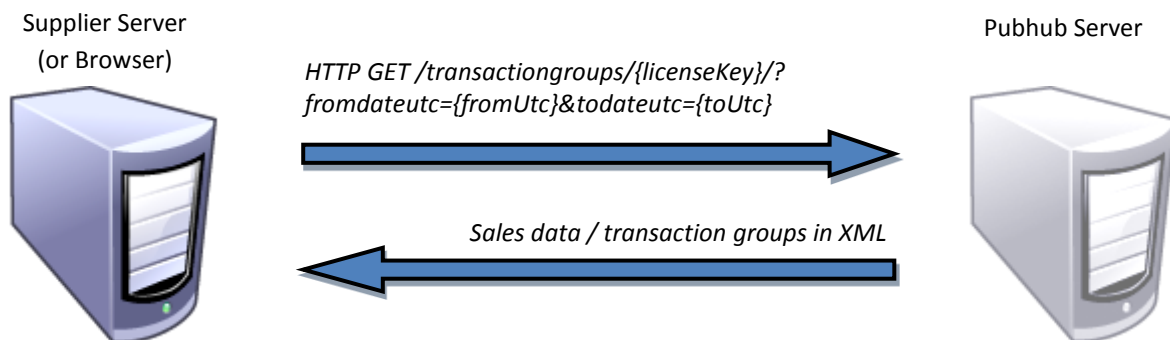 Supplier Server
(or Browser)
Pubhub Server
HTTP GET /transactiongroups/{licenseKey}/?
fromdateutc={fromUtc}&todateutc={toUtc}
Sales data / transaction groups in XML